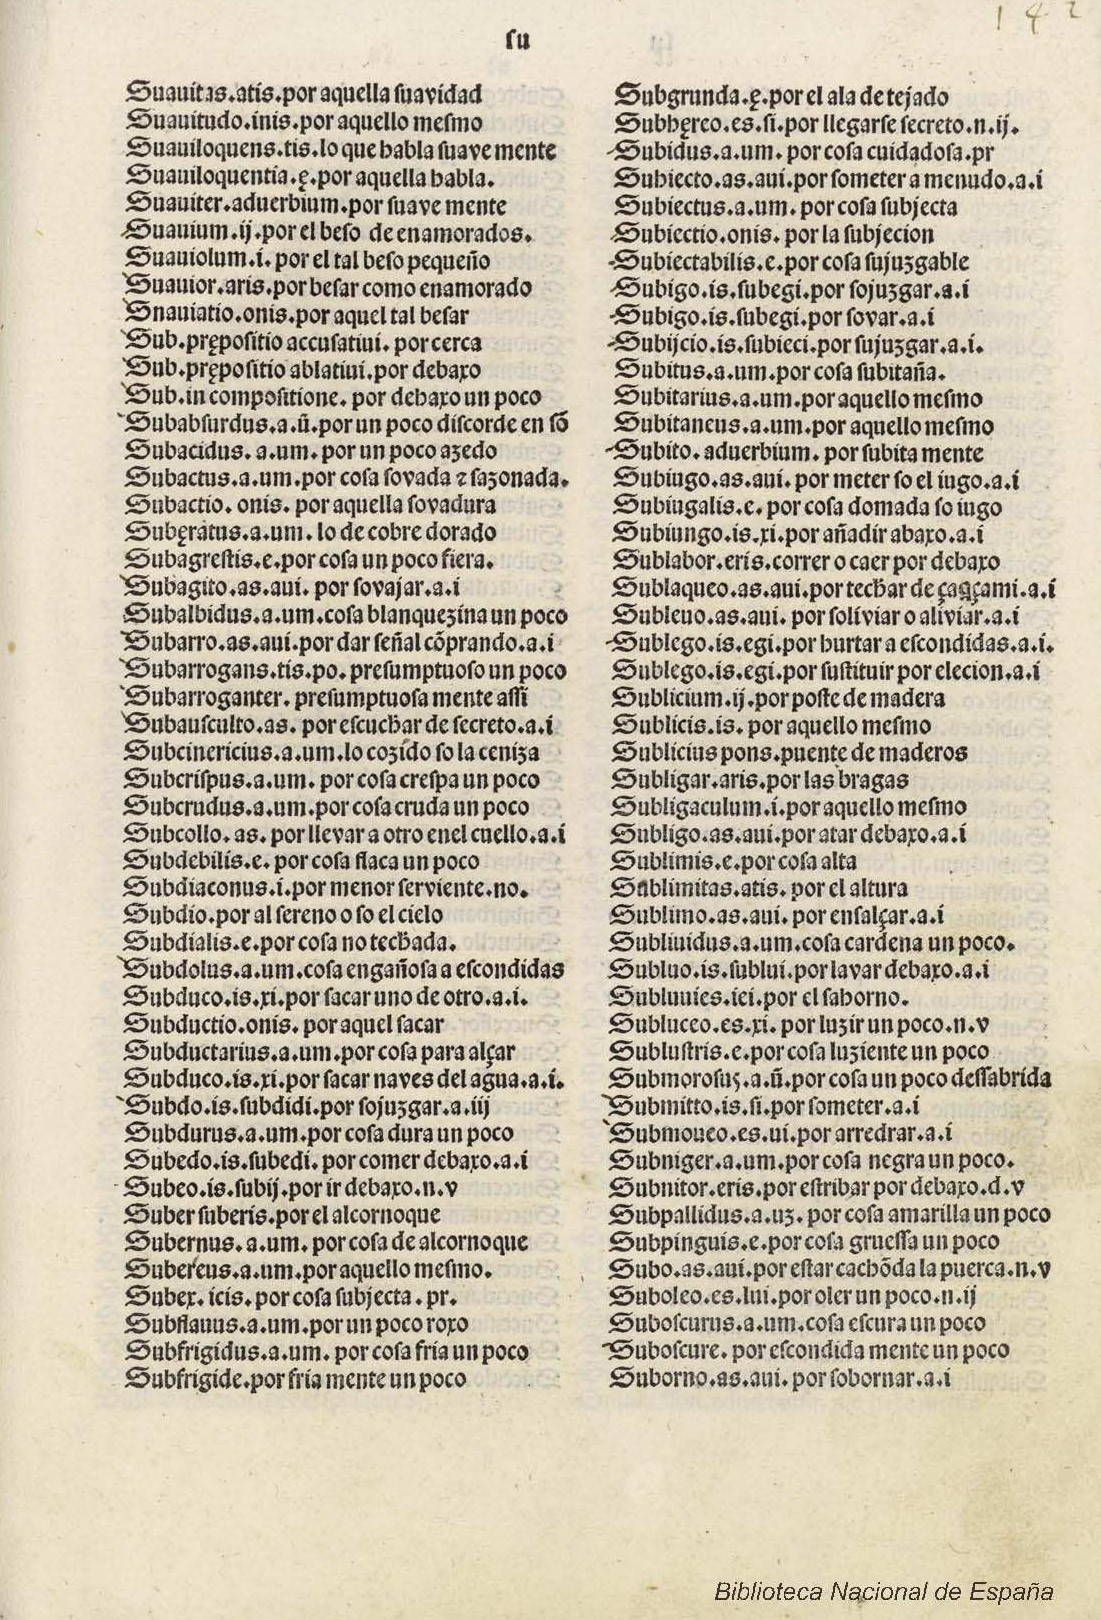 142
ſu
Suauitas.atis.por aquella ſuavidad
Suauitudo.inis.por aquello meſmo
Suauiloquens.tis.lo que habla ſuave mente
Suauiloquentia.ę.por aquella habla.
Suauiter.aduerbium.por ſuave mente
Suauium.ij.por el beſo de enamorados.
Suauiolum.i.por el tal beſo pequeño
Suauior.aris.por beſar como enamorado
Snauiatio.onis.por aquel tal beſar
Sub.prępoſitio accuſatiui.por cerca
Sub.prępoſitio ablatiui.por debaxo
Sub.in compoſitione.por debaxo un poco
Subabſurdus.a.ũ.por un poco diſcorde en ſõ
Subacidus.a.um.por un poco azedo
Subactus.a.um.por coſa ſovada ꞇ ſazonada.
Subactio.onis.por aquella ſovadura
Subęratus.a.um.lo de cobre dorado
Subagreſtis.e.por coſa un poco fiera.
Subagito.as.aui.por ſovajar.a.i
Subalbidus.a.um.coſa blanquezina un poco
Subarro.as.aui.por dar ſeñal cõprando.a.i
Subarrogans.tis.po.preſumptuoſo un poco
Subarroganter.preſumptuoſa mente aſſi
Subauſculto.as.por eſcuchar de ſecreto.a.i
Subcinericius.a.um.lo cozido ſo la ceniza
Subcriſpus.a.um.por coſa creſpa un poco
Subcrudus.a.um.por coſa cruda un poco
Subcollo.as.por llevar a otro enel cuello.a.i
Subdebilis.e.por coſa flaca un poco
Subdiaconus.i.por menor ſerviente.no.
Subdio.por al ſereno o ſo el cielo
Subdialis.e.por coſa no techada.
Subdolus.a.um.coſa engañoſa a eſcondidas
Subduco.is.xi.por ſacar uno de otro.a.i.
Subductio.onis.por aquel ſacar
Subductarius.a.um.por coſa para alçar
Subduco.is.xi.por ſacar naves del agua.a.i.
Subdo.is.subdidi.por ſojuzgar.a.iij
Subdurus.a.um.por coſa dura un poco
Subedo.is.ſubedi.por comer debaxo.a.i
Subeo.is.ſubij.por ir debaxo.n.v
Suber ſuberis.por el alcornoque
Subernus.a.um.por coſa de alcornoque
Subereus.a.um.por aquello meſmo.
Subex.icis.por coſa ſubjecta.pr.
Subflauus.a.um.por un poco roxo
Subfrigidus.a.um.por coſa fria un poco
Subfrigide.por fria mente un poco
Subgrunda.ę.por el ala de tejado
Subhęreo.es.ſi.por llegarſe ſecreto.n.ij.
Subidus.a.um.por coſa cuidadoſa.pr
Subiecto.as.aui.por ſometer a menudo.a.i
Subiectus.a.um.por coſa ſubjecta
Subiectio.onis.por la ſubjecion
Subiectabilis.e.por coſa ſujuzgable
Subigo.is.ſubegi.por ſojuzgar.a.i
Subigo.is.ſubegi.por ſovar.a.i
Subijcio.is.ſubieci.por ſujuzgar.a.i.
Subitus.a.um.por coſa ſubitaña.
Subitarius.a.um.por aquello meſmo
Subitaneus.a.um.por aquello meſmo
Subito.aduerbium.por ſubita mente
Subiugo.as.aui.por meter ſo el iugo.a.i
Subiugalis.e.por coſa domada ſo iugo
Subiungo.is.xi.por añadir abaxo.a.i
Sublabor.eris.correr o caer por debaxo
Sublaqueo.as.aui.por techar de çaqçami.a.i
Subleuo.as.aui.por ſoliviar o aliviar.a.i
Sublego.is.egi.por hurtar a eſcondidas.a.i.
Sublego.is.egi.por ſuſtituir por elecion.a.i
Sublicium.ij.por poſte de madera
Sublicis.is.por aquello meſmo
Sublicius pons.puente de maderos
Subligar.aris.por las bragas
Subligaculum.i.por aquello meſmo
Subligo.as.aui.por atar debaxo.a.i
Sublimis.e.por coſa alta
Sublimitas.atis.por el altura
Sublimo.as.aui.por enſalçar.a.i
Subliuidus.a.um.coſa cardena un poco.
Subluo.is.ſublui.por lavar debaxo.a.i
Subluuies.iei.por el ſaborno.
Subluceo.es.xi.por luzir un poco.n.v
Subluſtris.e.por coſa luziente un poco
Submoroſuꝫ.a.ũ.por coſa un poco deſſabrida
Submitto.is.ſi.por ſometer.a.i
Submoueo.es.ui.por arredrar.a.i
Subniger.a.um.por coſa negra un poco.
Subnitor.eris.por eſtribar por debaxo.d.v
Subpallidus.a.uꝫ.por coſa amarilla un poco
Subpinguis.e.por coſa grueſſa un poco
Subo.as.aui.por eſtar cachõda la puerca.n.v
Suboleo.es.lui.por oler un poco.n.ij
Suboſcurus.a.um.coſa eſcura un poco
Suboſcure.por eſcondida mente un poco
Suborno.as.aui.por ſobornar.a.i
Biblioteca Nacional de España